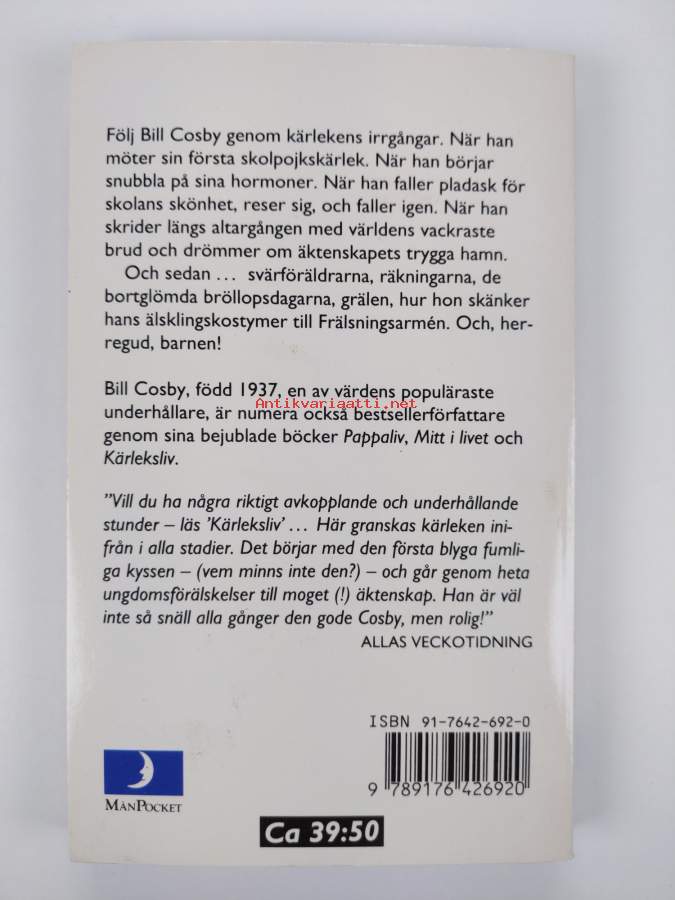 Följ Bill Cosby genom kärlekens irrgångar. När han
möter sin första skolpojkskärlek. När han börjar
snubbla på sina hormoner. När han faller pladask för
skolans skönhet, reser sig, och faller igen. När han
skrider längs altargången med världens vackraste
brud och drömmer om äktenskapets trygga hamn.
Och sedan ... svärföräldrarna, räkningarna, de
bortglömda bröllopsdagarna, grälen, hur hon skänker
hans älsklingskostymer till Frälsningsarmén. Och, her-
regud, barnen!
Bill Cosby, född 1937, en av värdens populäraste
Antikvariaatti.net
underhållare, är numera också bestsellerförfattare
genom sina bejublade böcker Pappaliv, Mitt i livet och
Kärleksliv.
"Vill du ha några riktigt avkopplande och underhållande
stunder – läs 'Kärleksliv' ... Här granskas kärleken ini-
från i alla stadier. Det börjar med den första blyga fumli-
ga kyssen – (vem minns inte den?) – och går genom heta
ungdomsförälskelser till moget (!) äktenskap. Han är väl
inte så snäll alla gånger den gode Cosby, men rolig!"
ALLAS VECKOTIDNING
ISBN 91-7642-692-0
9 789176 426920
MÅNPOCKET
Ca 39:50